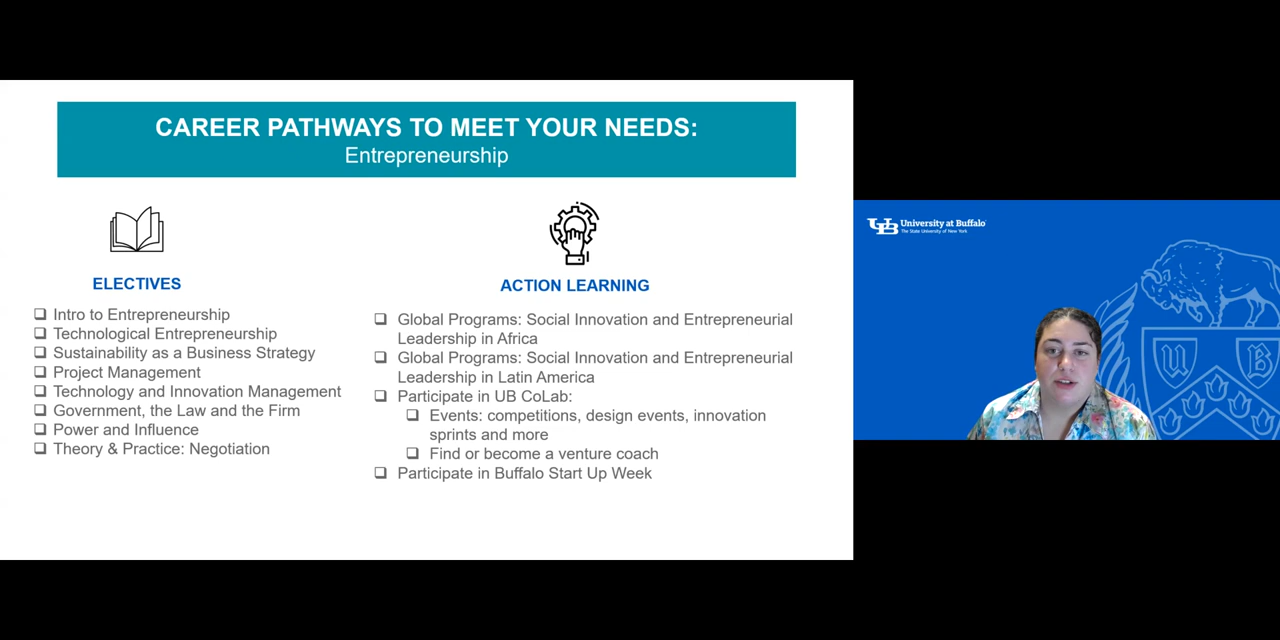 CAREER PATHWAYS TO MEET YOUR NEEDS:
Entrepreneurship
ELECTIVES
❑ Intro to Entrepreneurship
❑ Technological Entrepreneurship
❑ Sustainability as a Business Strategy
❑ Project Management
❑ Technology and Innovation Management
❑ Government, the Law and the Firm
❑ Power and Influence
❑ Theory & Practice: Negotiation
ACTION LEARNING
❑ Global Programs: Social Innovation and Entrepreneurial
Leadership in Africa
❑ Global Programs: Social Innovation and Entrepreneurial
Leadership in Latin America
❑ Participate in UB CoLab:
❑ Events: competitions, design events, innovation
sprints and more
❑ Find or become a venture coach
❑ Participate in Buffalo Start Up Week
UB University at Buffalo
The State University of New York
U B